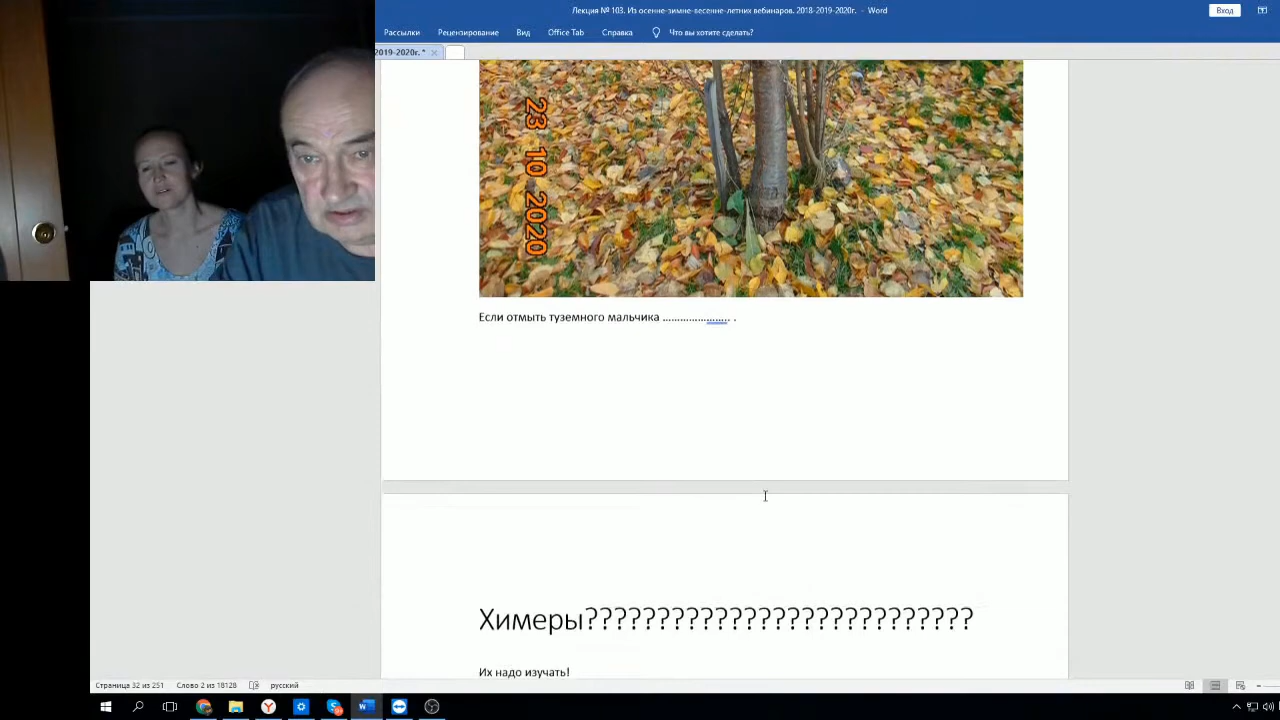 Лекция № 103. Из осенне-зимне-весенне-летних вебинаров. 2018-2019-2020г. - Word
Вход
Рассылки Рецензирование Вид Office Tab Справка Что вы хотите сделать?
2019-2020г. *
23 10 2020
Если отмыть туземного мальчика ........................ .
Химеры???????????????????????????
Их надо изучать!
Страница 32 из 251 Слово 2 из 18128 русский